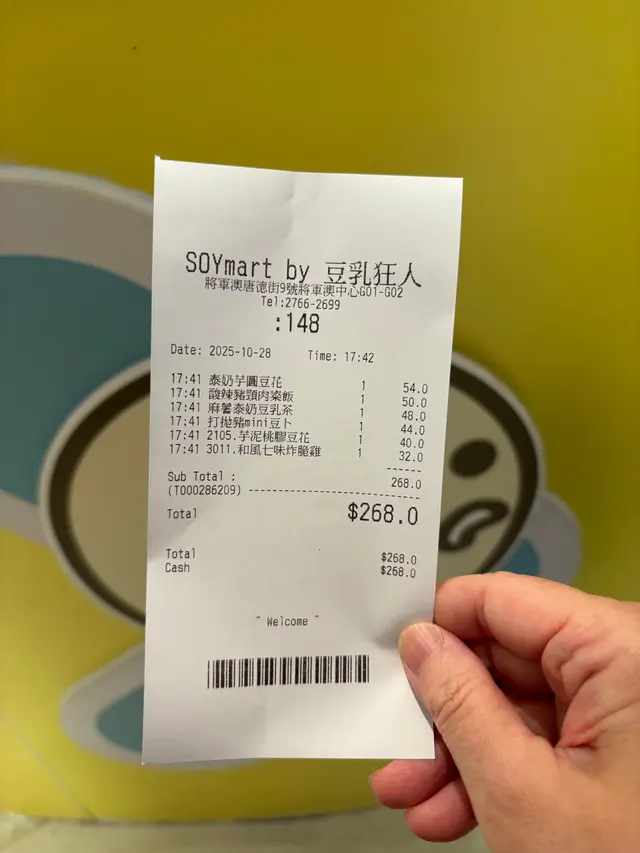 SOYmart by 豆乳狂人
將軍澳唐德街9號將軍澳中心G01-G02
Tel:2766-2699
:148
Date: 2025-10-28 Time: 17:42
17:41 泰奶芋圓豆花 1 54.0
17:41 酸辣豬頸肉粢飯 1 50.0
17:41 麻薯泰奶豆乳茶 1 48.0
17:41 打拋豬mini豆卜 1 44.0
17:41 2105.芋泥桃膠豆花 1 40.0
17:41 3011.和風七味炸脆雞 1 32.0
------
Sub Total : 268.0
(T000286209) ------------------------
Total $268.0
Total $268.0
Cash $268.0
~ Welcome ~